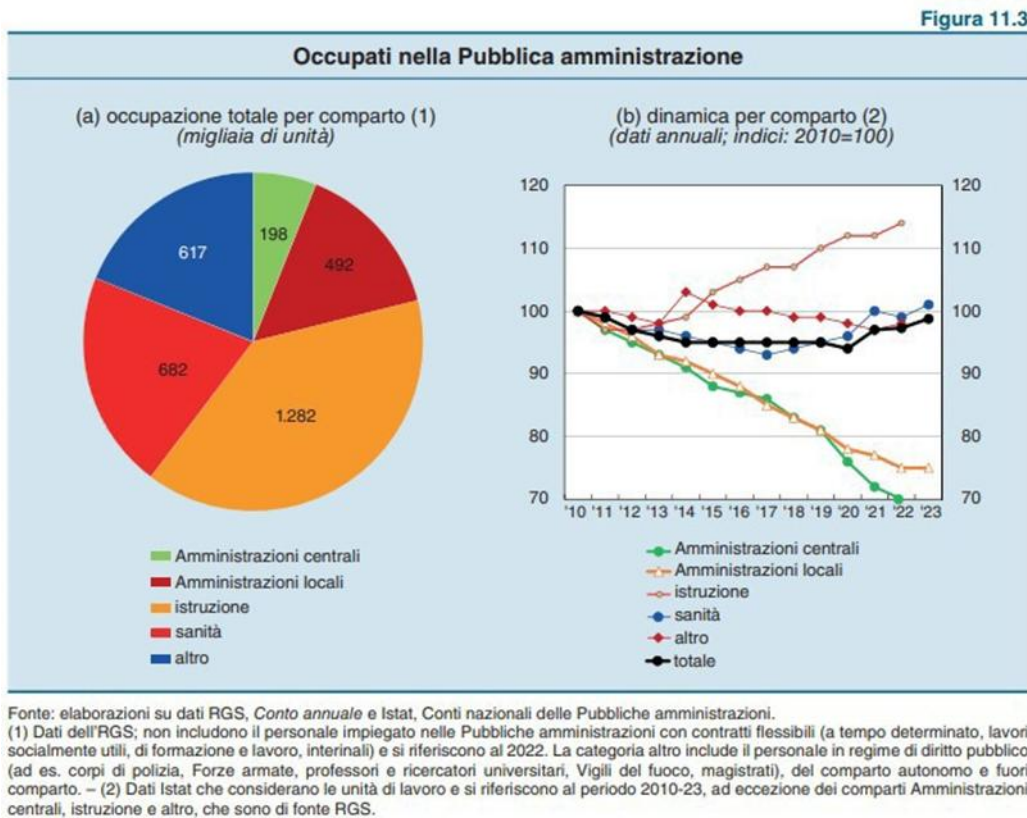 Figura 11.3
Occupati nella Pubblica amministrazione
(a) occupazione totale per comparto (1)
(migliaia di unità)
198
492
1.282
682
617
Amministrazioni centrali
Amministrazioni locali
istruzione
sanità
altro
(b) dinamica per comparto (2)
(dati annuali; indici: 2010=100)
120 120
110 110
100 100
90 90
80 80
70 70
'10 '11 '12 '13 '14 '15 '16 '17 '18 '19 '20 '21 '22 '23
Amministrazioni centrali
Amministrazioni locali
istruzione
sanità
altro
totale
Fonte: elaborazioni su dati RGS, Conto annuale e Istat, Conti nazionali delle Pubbliche amministrazioni.
(1) Dati dell'RGS; non includono il personale impiegato nelle Pubbliche amministrazioni con contratti flessibili (a tempo determinato, lavori
socialmente utili, di formazione e lavoro, interinali) e si riferiscono al 2022. La categoria altro include il personale in regime di diritto pubblico
(ad es. corpi di polizia, Forze armate, professori e ricercatori universitari, Vigili del fuoco, magistrati), del comparto autonomo e fuori
comparto. – (2) Dati Istat che considerano le unità di lavoro e si riferiscono al periodo 2010-23, ad eccezione dei comparti Amministrazioni
centrali, istruzione e altro, che sono di fonte RGS.